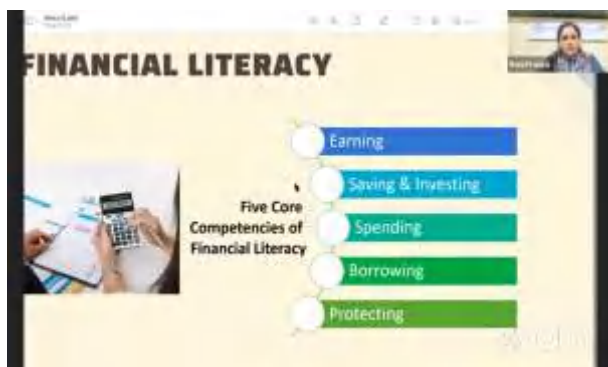 FINANCIAL LITERACY
Five Core
Competencies of
Financial Literacy
Earning
Saving & Investing
Spending
Borrowing
Protecting